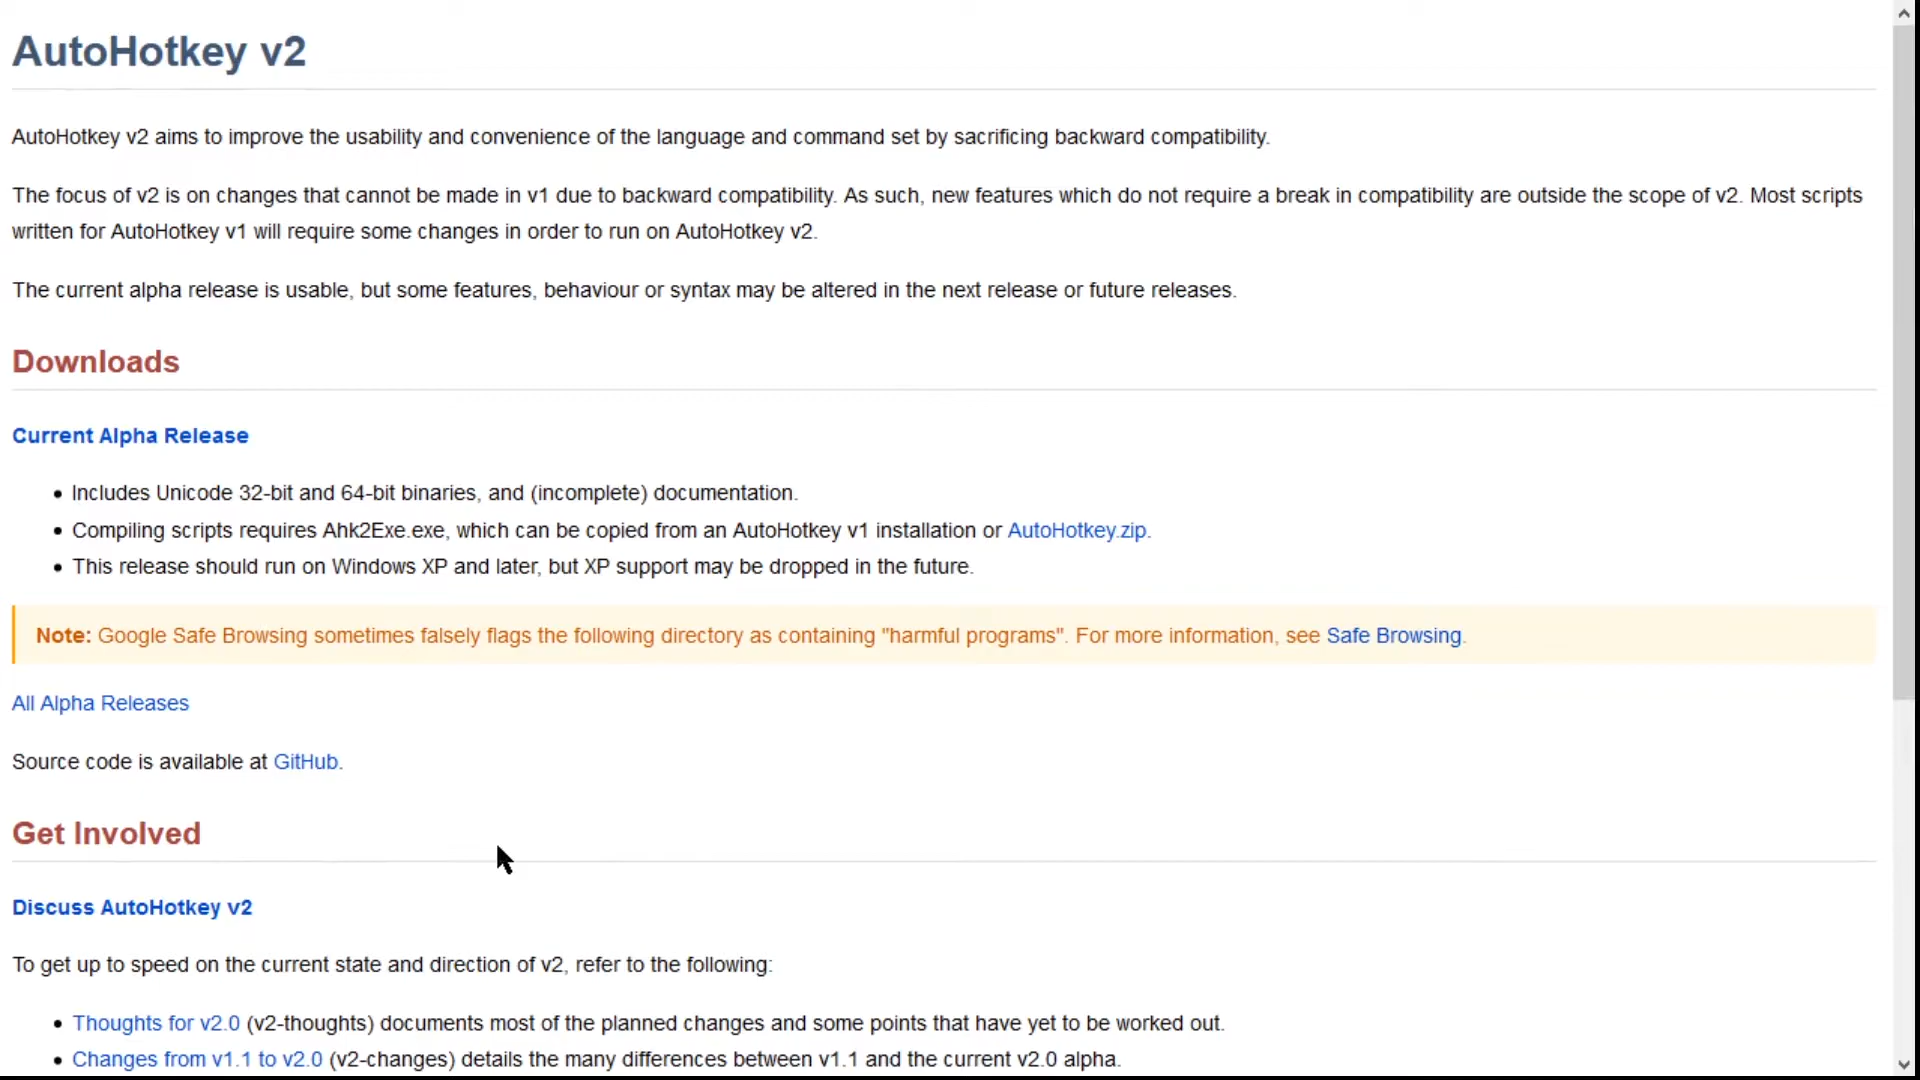 AutoHotkey v2
AutoHotkey v2 aims to improve the usability and convenience of the language and command set by sacrificing backward compatibility.
The focus of v2 is on changes that cannot be made in v1 due to backward compatibility. As such, new features which do not require a break in compatibility are outside the scope of v2. Most scripts
written for AutoHotkey v1 will require some changes in order to run on AutoHotkey v2.
The current alpha release is usable, but some features, behaviour or syntax may be altered in the next release or future releases.
Downloads
Current Alpha Release
• Includes Unicode 32-bit and 64-bit binaries, and (incomplete) documentation.
• Compiling scripts requires Ahk2Exe.exe, which can be copied from an AutoHotkey v1 installation or AutoHotkey.zip.
• This release should run on Windows XP and later, but XP support may be dropped in the future.
Note: Google Safe Browsing sometimes falsely flags the following directory as containing "harmful programs". For more information, see Safe Browsing.
All Alpha Releases
Source code is available at GitHub.
Get Involved
Discuss AutoHotkey v2
To get up to speed on the current state and direction of v2, refer to the following:
• Thoughts for v2.0 (v2-thoughts) documents most of the planned changes and some points that have yet to be worked out.
• Changes from v1.1 to v2.0 (v2-changes) details the many differences between v1.1 and the current v2.0 alpha.